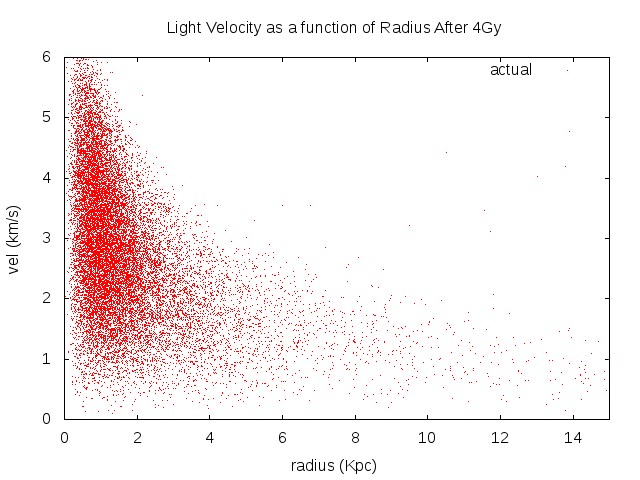 Light Velocity as a function of Radius After 4Gy
actual
6
5
4
3
2
1
0
vel (km/s)
0 2 4 6 8 10 12 14
radius (Kpc)